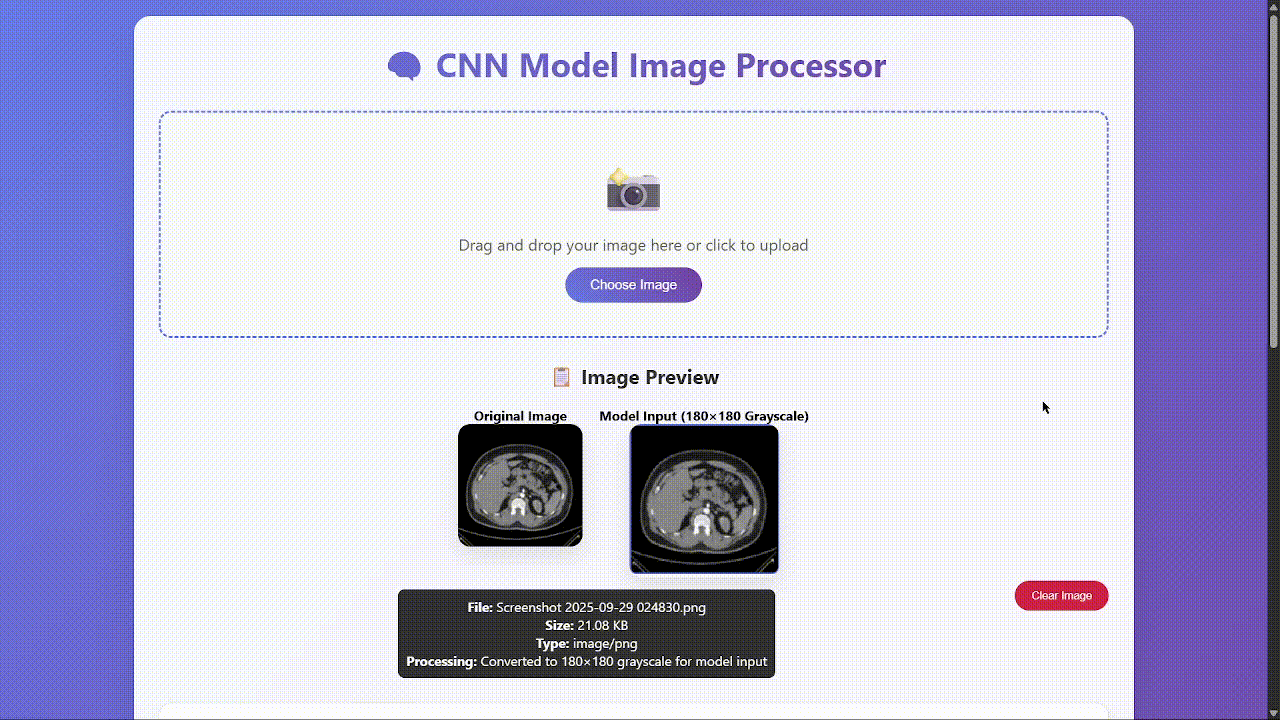 CNN Model Image Processor
Drag and drop your image here or click to upload
Choose Image
Image Preview
Original Image
Model Input (180×180 Grayscale)
File: Screenshot 2025-09-29 024830.png
Size: 21.08 KB
Type: image/png
Processing: Converted to 180×180 grayscale for model input
Clear Image